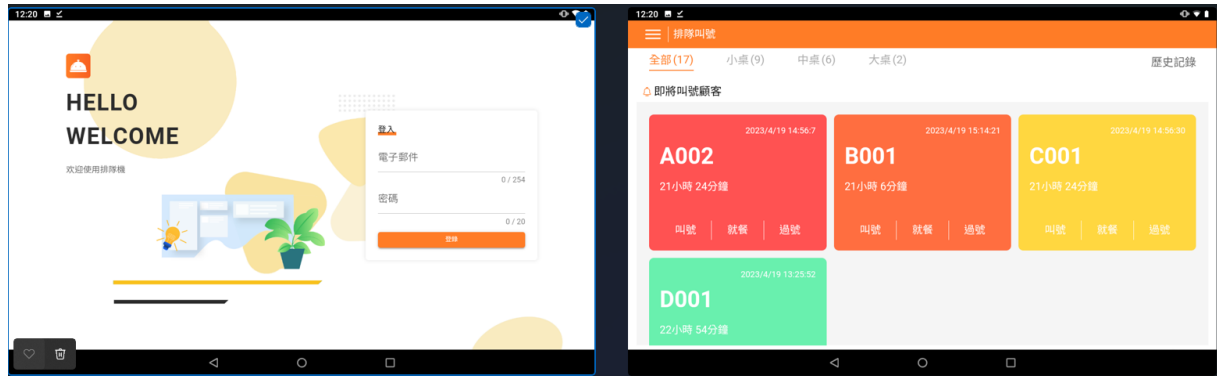 12:20
HELLO
WELCOME
欢迎使用排隊機
登入
電子郵件
0 / 254
密碼
0 / 20
登錄
12:20
排隊叫號
全部(17) 小桌(9) 中桌(6) 大桌(2) 歷史記錄
即將叫號顧客
2023/4/19 14:56:7
A002
21小時 24分鐘
叫號 就餐 過號
2023/4/19 15:14:21
B001
21小時 6分鐘
叫號 就餐 過號
2023/4/19 14:56:30
C001
21小時 24分鐘
叫號 就餐 過號
2023/4/19 13:25:52
D001
22小時 54分鐘